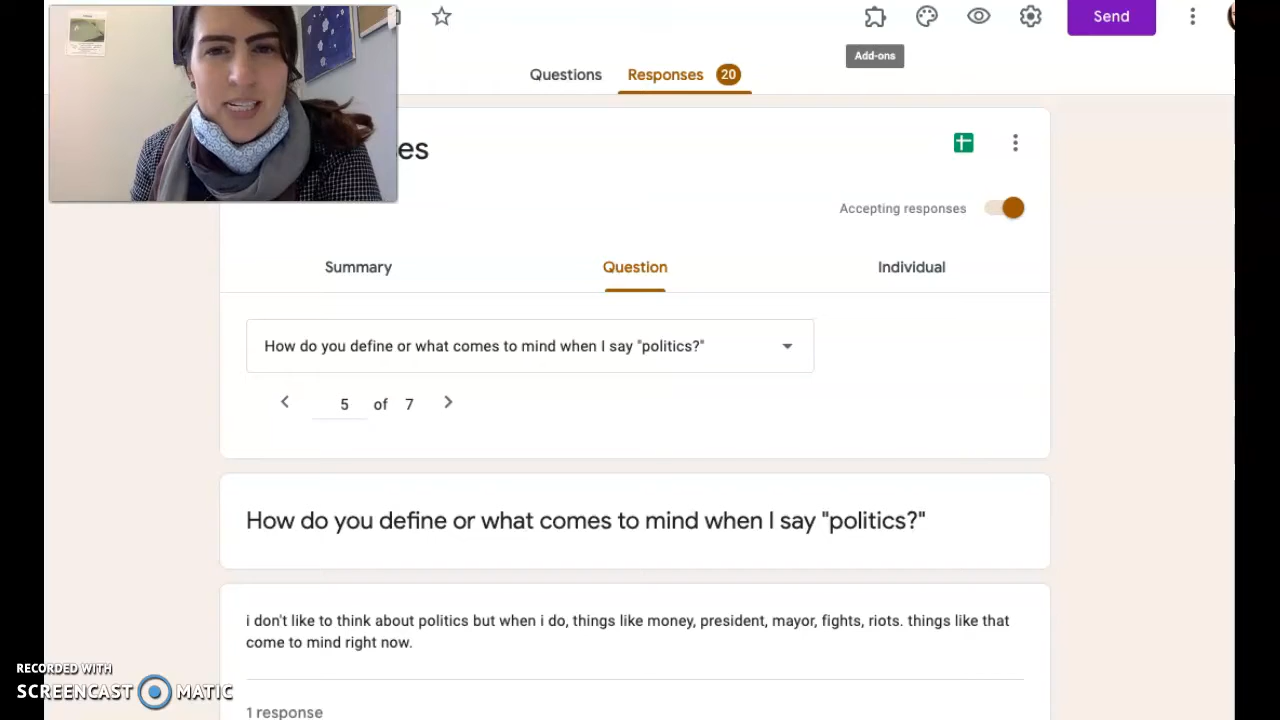 Send
Add-ons
Questions
Responses 20
es
Accepting responses
Summary
Question
Individual
How do you define or what comes to mind when I say "politics?"
5 of 7
How do you define or what comes to mind when I say "politics?"
i don't like to think about politics but when i do, things like money, president, mayor, fights, riots. things like that
come to mind right now.
1 response
RECORDED WITH
SCREENCAST MATIC